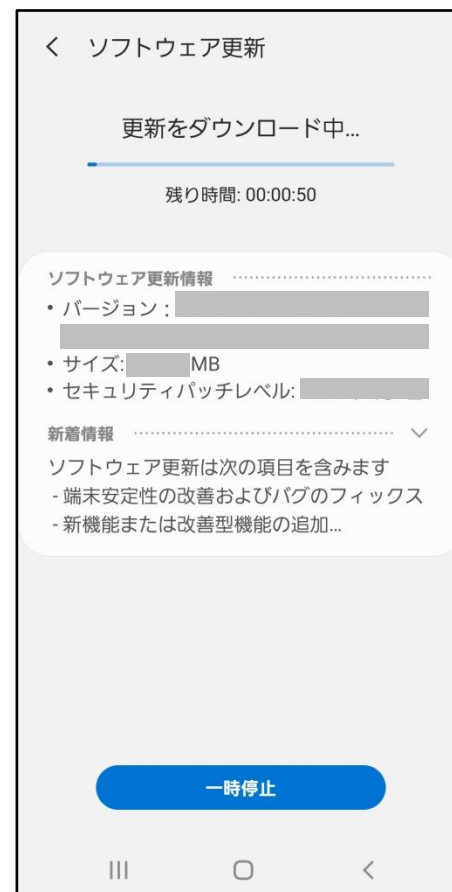 ソフトウェア更新
更新をダウンロード中...
残り時間: 00:00:50
ソフトウェア更新情報
• バージョン :
• サイズ: MB
• セキュリティパッチレベル:
新着情報
ソフトウェア更新は次の項目を含みます
- 端末安定性の改善およびバグのフィックス
- 新機能または改善型機能の追加...
一時停止